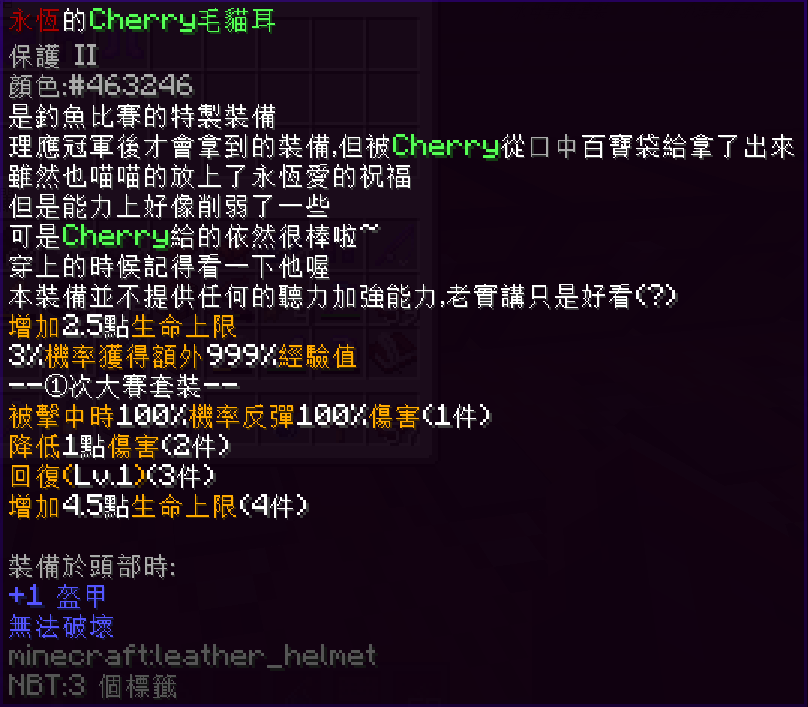 永恆的Cherry毛貓耳
保護 II
顏色:#463246
是釣魚比賽的特製裝備
理應冠軍後才會拿到的裝備,但被Cherry從口中百寶袋給拿了出來
雖然也喵喵的放上了永恆愛的祝福
但是能力上好像削弱了一些
可是Cherry給的依然很棒啦~
穿上的時候記得看一下他喔
本裝備並不提供任何的聽力加強能力,老實講只是好看(?)
增加2.5點生命上限
3%機率獲得額外999%經驗值
--①次大賽套裝--
被擊中時100%機率反彈100%傷害(1件)
降低1點傷害(2件)
回復(Lv.1)(3件)
增加4.5點生命上限(4件)
裝備於頭部時:
+1 盔甲
無法破壞
minecraft:leather_helmet
NBT:3 個標籤